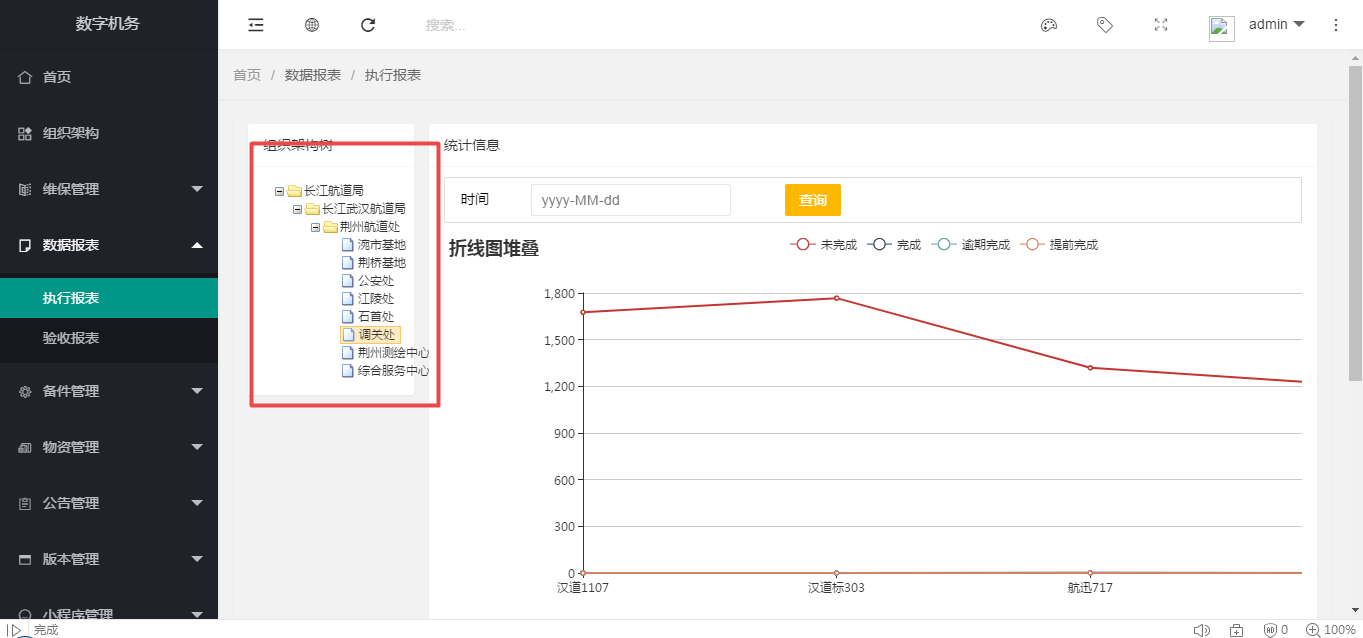 数字机务
搜索...
admin
首页
组织架构
维保管理
数据报表
执行报表
验收报表
备件管理
物资管理
公告管理
版本管理
小程序管理
首页 / 数据报表 / 执行报表
组织架构树
长江航道局
长江武汉航道局
荆州航道处
涴市基地
荆桥基地
公安处
江陵处
石首处
调关处
荆州测绘中心
综合服务中心
统计信息
时间
yyyy-MM-dd
查询
折线图堆叠
未完成 完成 逾期完成 提前完成
1,800
1,500
1,200
900
600
300
0
汉道1107 汉道标303 航迅717
完成
AD 0 100%